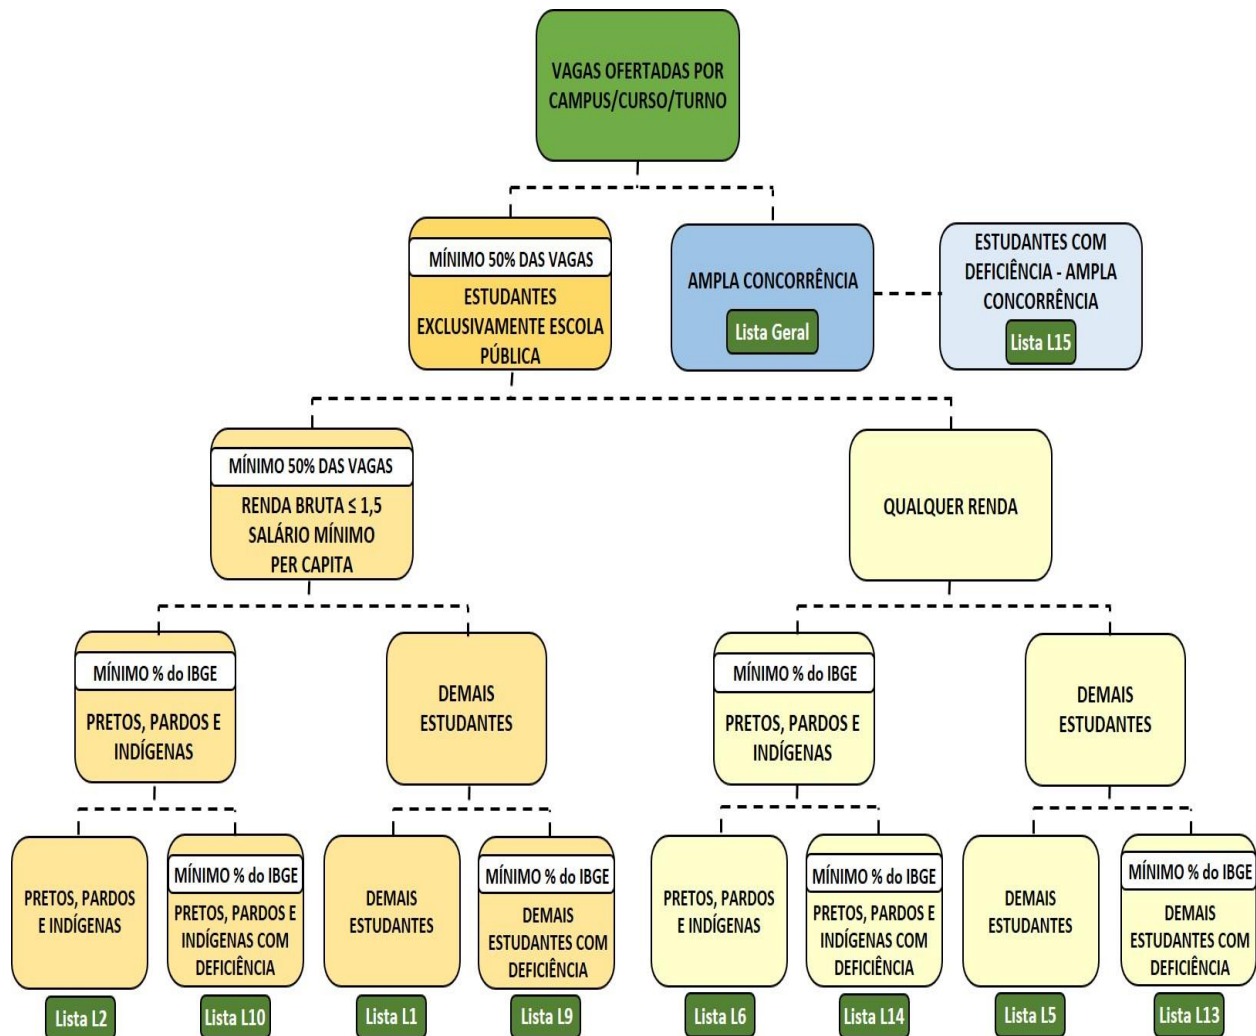 VAGAS OFERTADAS POR
CAMPUS/CURSO/TURNO
MÍNIMO 50% DAS VAGAS
ESTUDANTES
EXCLUSIVAMENTE ESCOLA
PÚBLICA
AMPLA CONCORRÊNCIA
Lista Geral
ESTUDANTES COM
DEFICIÊNCIA - AMPLA
CONCORRÊNCIA
Lista L15
MÍNIMO 50% DAS VAGAS
RENDA BRUTA ≤ 1,5
SALÁRIO MÍNIMO
PER CAPITA
QUALQUER RENDA
MÍNIMO % do IBGE
PRETOS, PARDOS E
INDÍGENAS
DEMAIS
ESTUDANTES
MÍNIMO % do IBGE
PRETOS, PARDOS E
INDÍGENAS
DEMAIS
ESTUDANTES
PRETOS, PARDOS
E INDÍGENAS
Lista L2
MÍNIMO % do IBGE
PRETOS, PARDOS E
INDÍGENAS COM
DEFICIÊNCIA
Lista L10
DEMAIS
ESTUDANTES
Lista L1
MÍNIMO % do IBGE
DEMAIS
ESTUDANTES COM
DEFICIÊNCIA
Lista L9
PRETOS, PARDOS
E INDÍGENAS
Lista L6
MÍNIMO % do IBGE
PRETOS, PARDOS E
INDÍGENAS COM
DEFICIÊNCIA
Lista L14
DEMAIS
ESTUDANTES
Lista L5
MÍNIMO % do IBGE
DEMAIS
ESTUDANTES COM
DEFICIÊNCIA
Lista L13